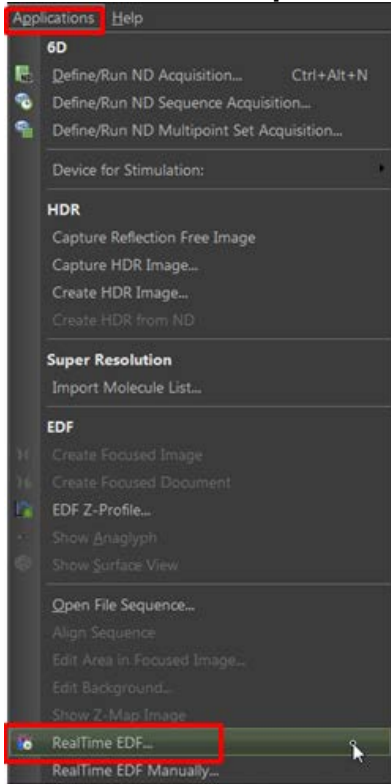 Applications Help
6D
Define/Run ND Acquisition... Ctrl+Alt+N
Define/Run ND Sequence Acquisition...
Define/Run ND Multipoint Set Acquisition...
Device for Stimulation:
HDR
Capture Reflection Free Image
Capture HDR Image...
Create HDR Image...
Create HDR from ND
Super Resolution
Import Molecule List...
EDF
Create Focused Image
Create Focused Document
EDF Z-Profile...
Show Anaglyph
Show Surface View
Open File Sequence...
Align Sequence
Edit Area in Focused Image...
Edit Background...
Show Z-Map Image
RealTime EDF...
RealTime EDF Manually...